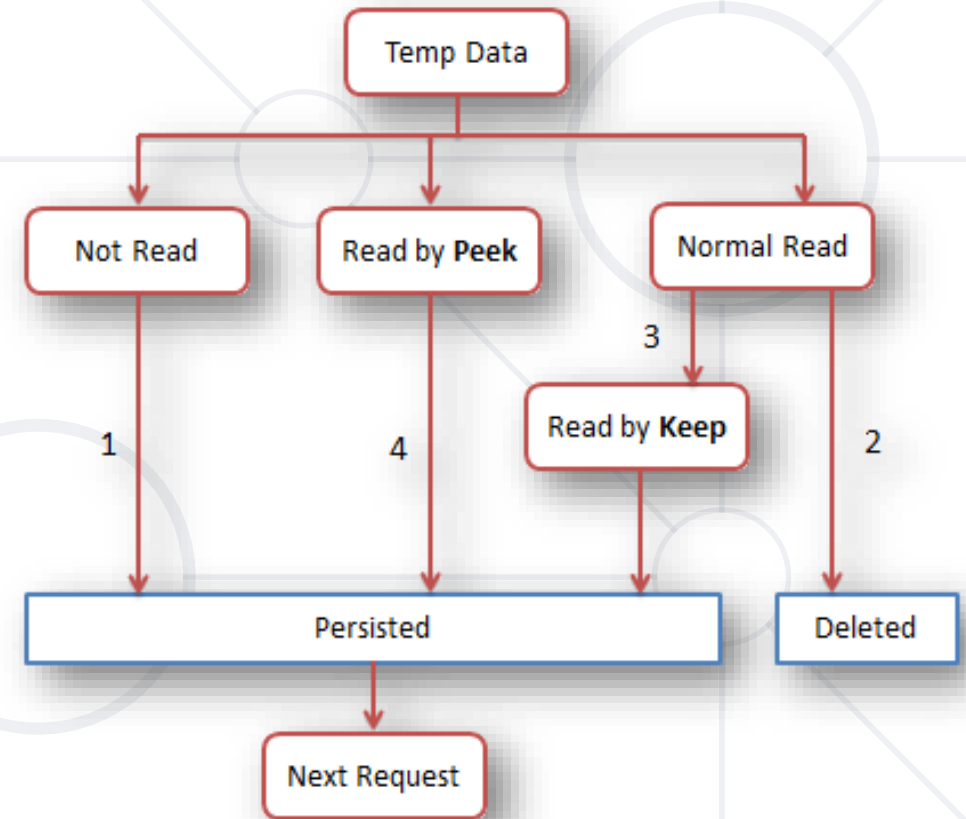 Temp Data
Not Read
Read by Peek
Normal Read
3
Read by Keep
1
4
2
Persisted
Deleted
Next Request